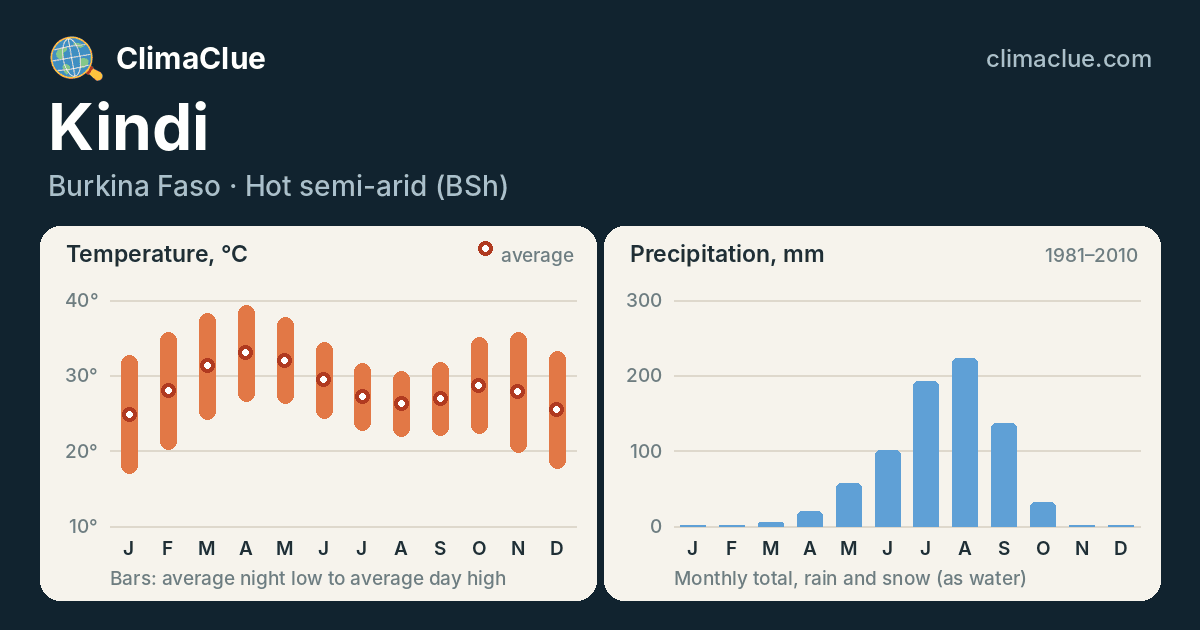 ClimaClue
climaclue.com
Kindi
Burkina Faso · Hot semi-arid (BSh)
Temperature, °C
average
40°
30°
20°
10°
J F M A M J J A S O N D
Bars: average night low to average day high
Precipitation, mm
1981–2010
300
200
100
0
J F M A M J J A S O N D
Monthly total, rain and snow (as water)